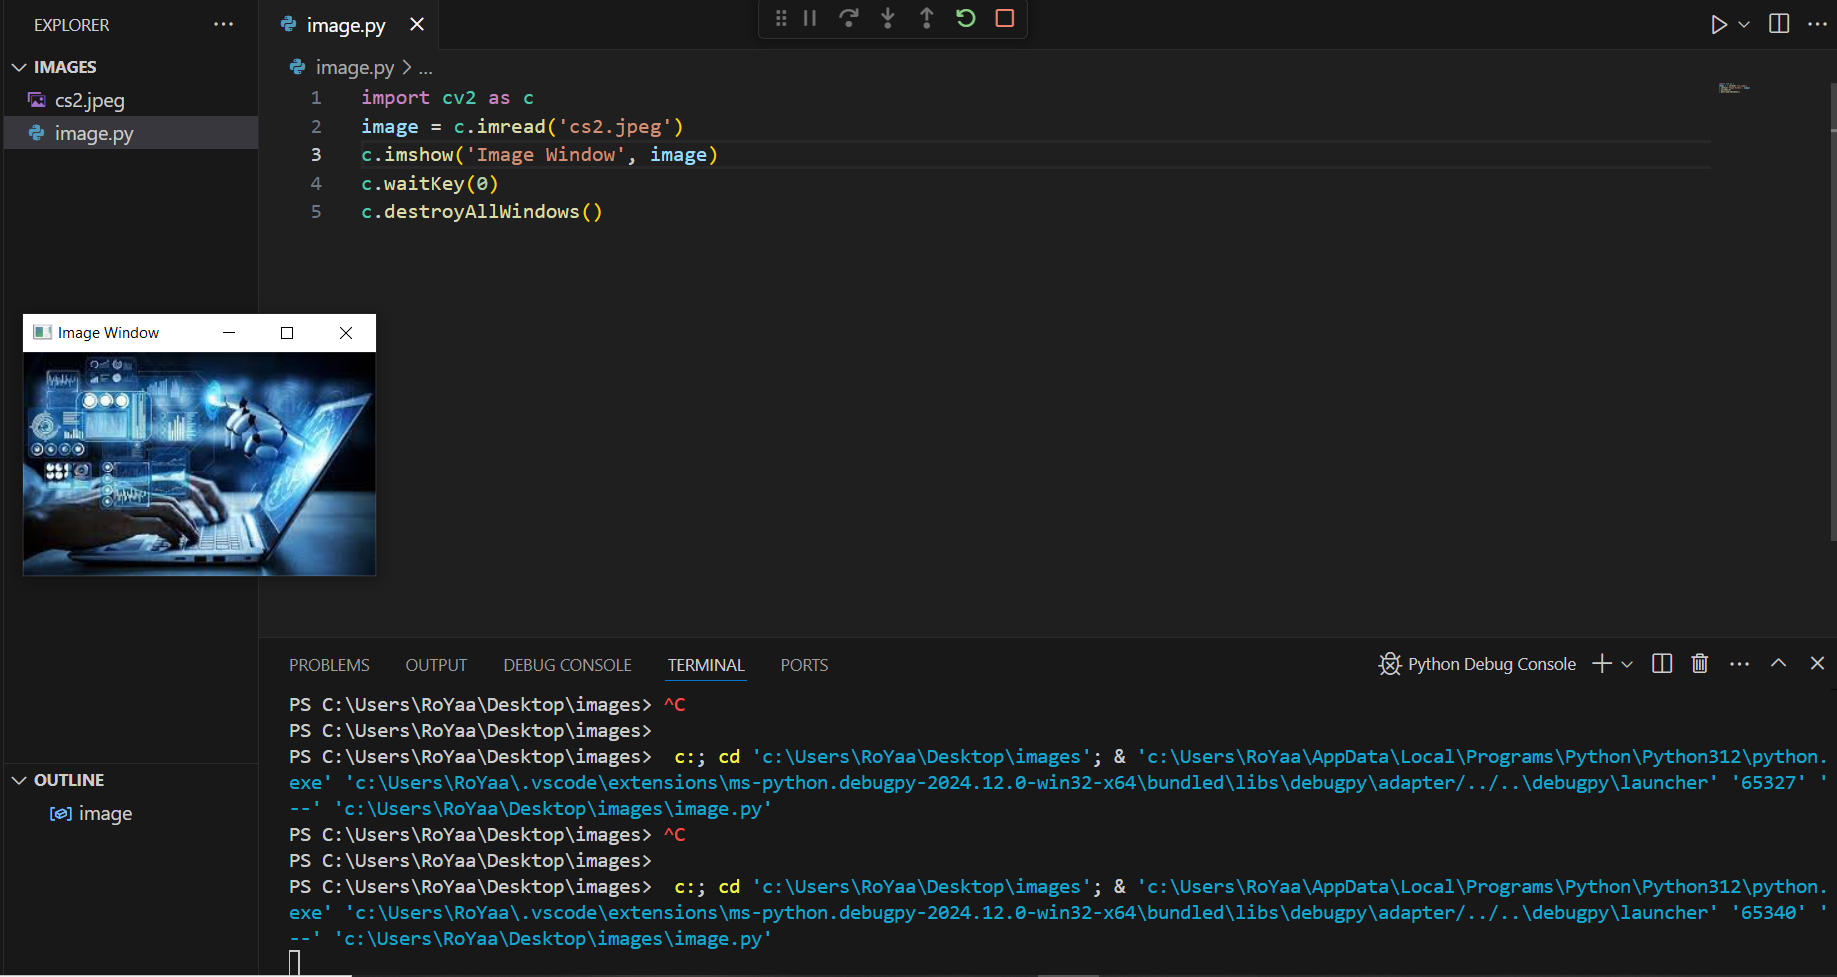 EXPLORER
IMAGES
cs2.jpeg
image.py
image.py
image.py > ...
1 import cv2 as c
2 image = c.imread('cs2.jpeg')
3 c.imshow('Image Window', image)
4 c.waitKey(0)
5 c.destroyAllWindows()
Image Window
OUTLINE
image
PROBLEMS OUTPUT DEBUG CONSOLE TERMINAL PORTS Python Debug Console
PS C:\Users\RoYaa\Desktop\images> ^C
PS C:\Users\RoYaa\Desktop\images>
PS C:\Users\RoYaa\Desktop\images>  c:; cd 'c:\Users\RoYaa\Desktop\images'; & 'c:\Users\RoYaa\AppData\Local\Programs\Python\Python312\python.
exe' 'c:\Users\RoYaa\.vscode\extensions\ms-python.debugpy-2024.12.0-win32-x64\bundled\libs\debugpy\adapter/../..\debugpy\launcher' '65327' '
--' 'c:\Users\RoYaa\Desktop\images\image.py'
PS C:\Users\RoYaa\Desktop\images> ^C
PS C:\Users\RoYaa\Desktop\images>
PS C:\Users\RoYaa\Desktop\images>  c:; cd 'c:\Users\RoYaa\Desktop\images'; & 'c:\Users\RoYaa\AppData\Local\Programs\Python\Python312\python.
exe' 'c:\Users\RoYaa\.vscode\extensions\ms-python.debugpy-2024.12.0-win32-x64\bundled\libs\debugpy\adapter/../..\debugpy\launcher' '65340' '
--' 'c:\Users\RoYaa\Desktop\images\image.py'